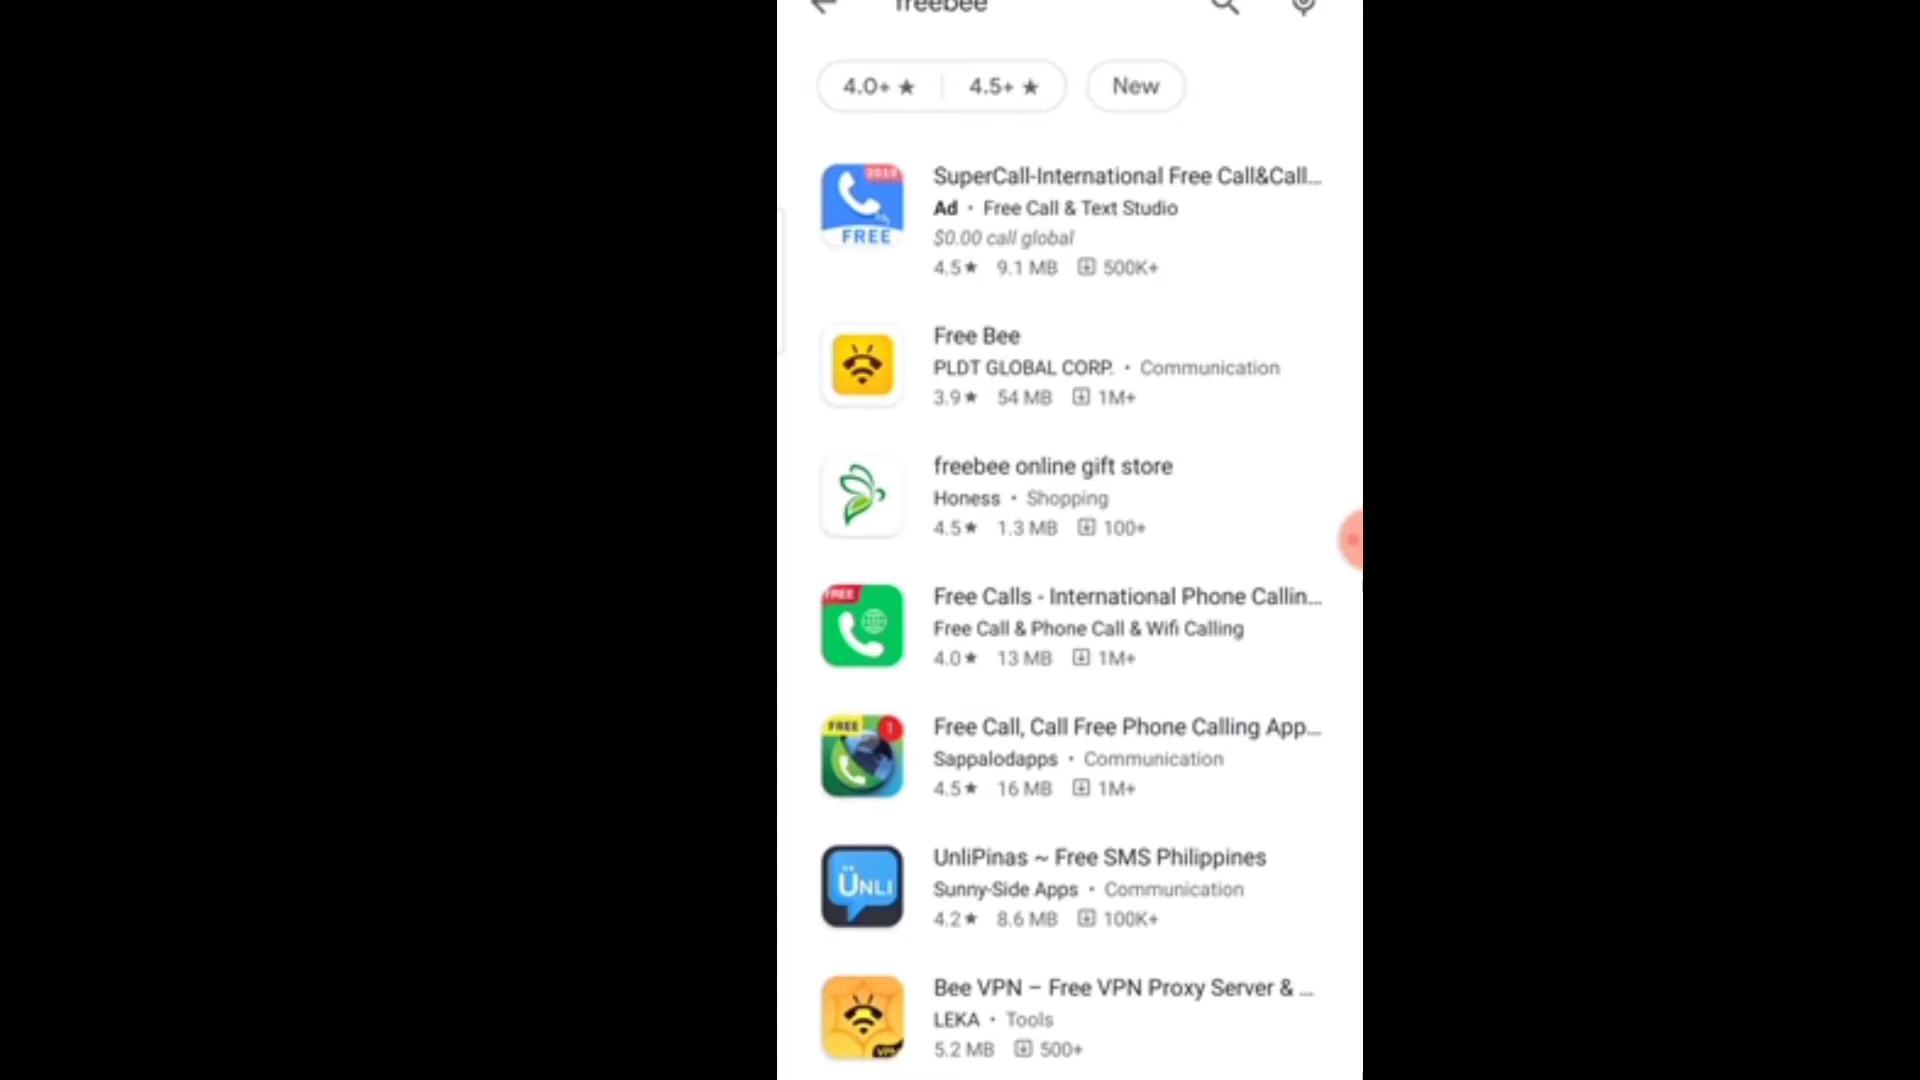 freebee
4.0+ ★ 4.5+ ★ New
2019
FREE
SuperCall-International Free Call&Call...
Ad • Free Call & Text Studio
$0.00 call global
4.5★ 9.1 MB 500K+
Free Bee
PLDT GLOBAL CORP. • Communication
3.9★ 54 MB 1M+
freebee online gift store
Honess • Shopping
4.5★ 1.3 MB 100+
FREE
Free Calls - International Phone Callin...
Free Call & Phone Call & Wifi Calling
4.0★ 13 MB 1M+
FREE 1
Free Call, Call Free Phone Calling App...
Sappalodapps • Communication
4.5★ 16 MB 1M+
ÜNLI
UnliPinas ~ Free SMS Philippines
Sunny-Side Apps • Communication
4.2★ 8.6 MB 100K+
Bee VPN – Free VPN Proxy Server & ...
LEKA • Tools
5.2 MB 500+
VPN